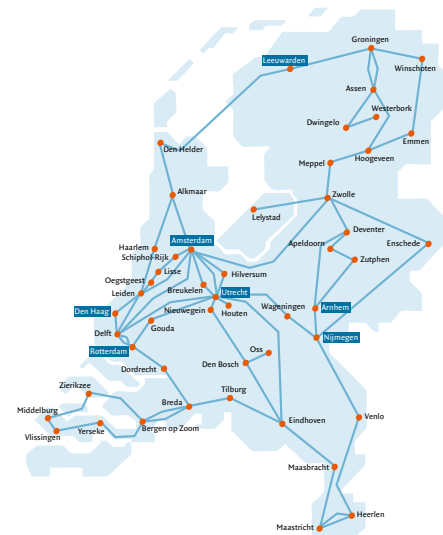 Groningen
Leeuwarden
Winschoten
Assen
Westerbork
Dwingelo
Emmen
Den Helder
Hoogeveen
Meppel
Alkmaar
Zwolle
Lelystad
Deventer
Amsterdam
Apeldoorn
Enschede
Haarlem
Schiphol-Rijk
Zutphen
Lisse
Hilversum
Oegstgeest
Breukelen
Leiden
Utrecht
Wageningen
Arnhem
Den Haag
Nieuwegein
Houten
Gouda
Delft
Nijmegen
Rotterdam
Oss
Den Bosch
Dordrecht
Zierikzee
Tilburg
Breda
Middelburg
Venlo
Eindhoven
Yerseke
Bergen op Zoom
Vlissingen
Maasbracht
Heerlen
Maastricht